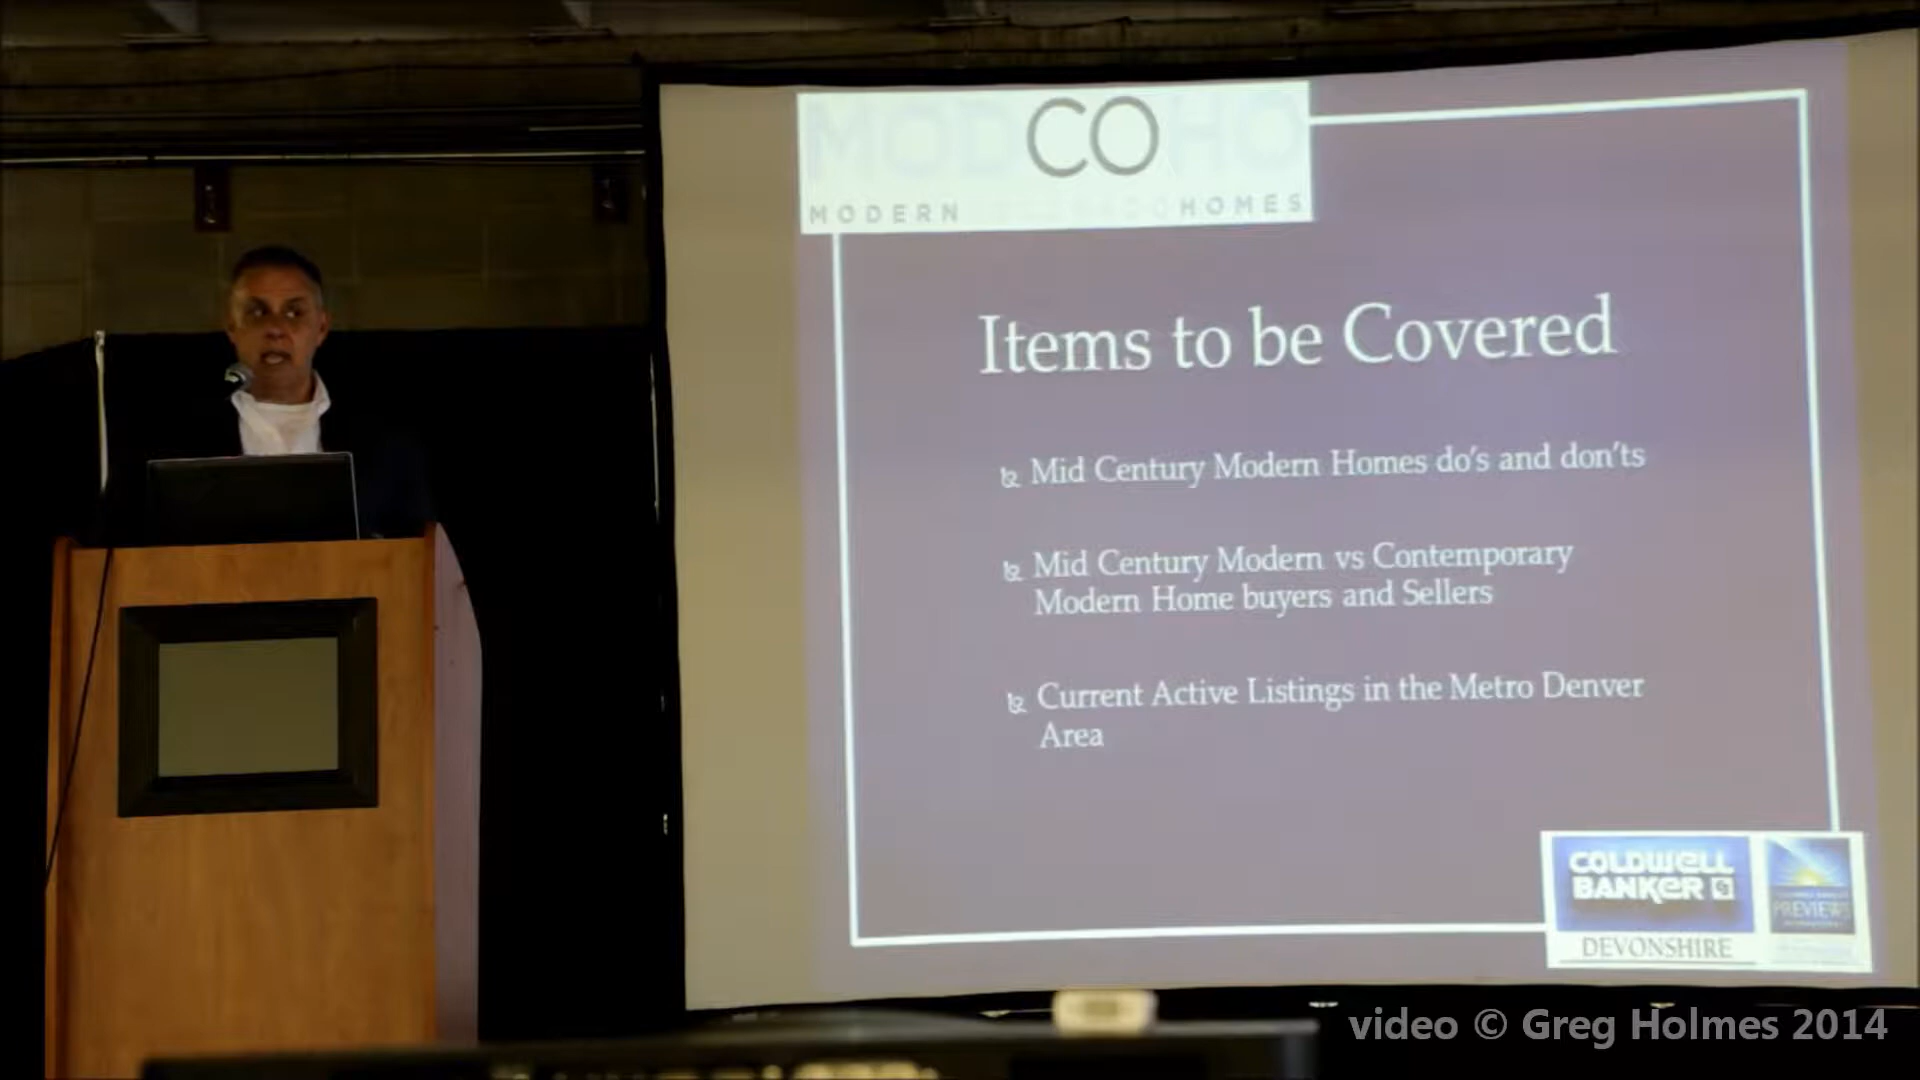 MODCOHO
MODERN HOMES
Items to be Covered
Mid Century Modern Homes do's and don'ts
Mid Century Modern vs Contemporary
Modern Home buyers and Sellers
Current Active Listings in the Metro Denver
Area
COLDWELL
BANKER
PREVIEWS
DEVONSHIRE
video © Greg Holmes 2014